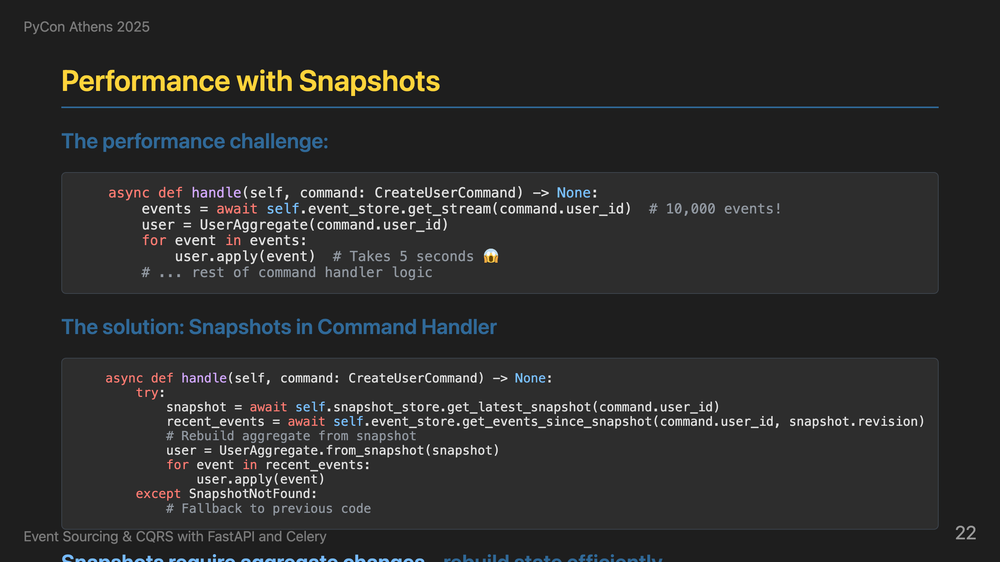 PyCon Athens 2025
Performance with Snapshots
The performance challenge:
async def handle(self, command: CreateUserCommand) -> None:
    events = await self.event_store.get_stream(command.user_id)  # 10,000 events!
    user = UserAggregate(command.user_id)
    for event in events:
        user.apply(event)  # Takes 5 seconds 😱
    # ... rest of command handler logic
The solution: Snapshots in Command Handler
async def handle(self, command: CreateUserCommand) -> None:
    try:
        snapshot = await self.snapshot_store.get_latest_snapshot(command.user_id)
        recent_events = await self.event_store.get_events_since_snapshot(command.user_id, snapshot.revision)
        # Rebuild aggregate from snapshot
        user = UserAggregate.from_snapshot(snapshot)
        for event in recent_events:
            user.apply(event)
    except SnapshotNotFound:
        # Fallback to previous code
Event Sourcing & CQRS with FastAPI and Celery
22
Snapshots require aggregate changes - rebuild state efficiently